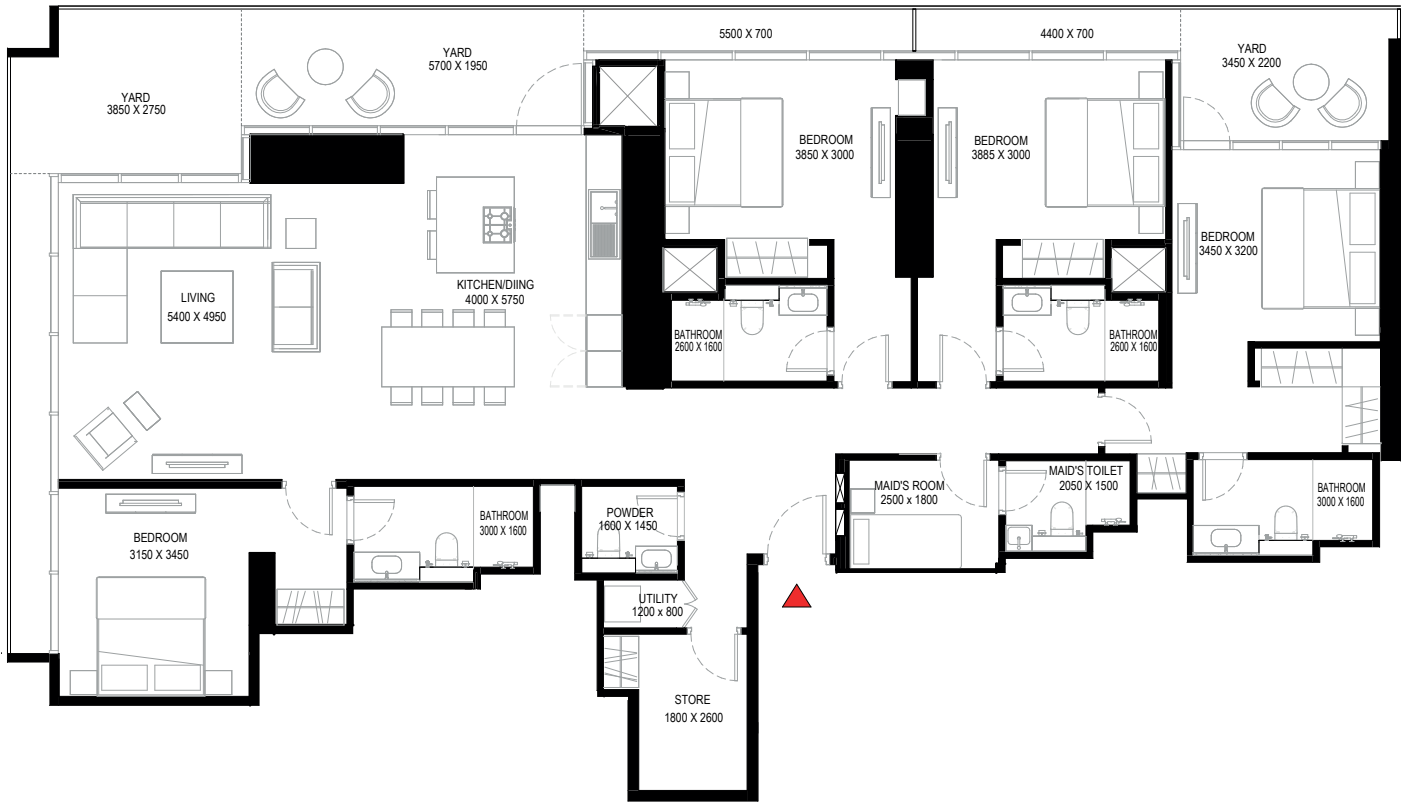 5500 X 700
4400 X 700
YARD
5700 X 1950
YARD
3450 X 2200
YARD
3850 X 2750
BEDROOM
3850 X 3000
BEDROOM
3885 X 3000
BEDROOM
3450 X 3200
LIVING
5400 X 4950
KITCHEN/DIING
4000 X 5750
BATHROOM
2600 X 1600
BATHROOM
2600 X 1600
MAID'S ROOM
2500 x 1800
MAID'S TOILET
2050 X 1500
BATHROOM
3000 X 1600
BATHROOM
3000 X 1600
POWDER
1600 X 1450
BEDROOM
3150 X 3450
UTILITY
1200 x 800
STORE
1800 X 2600